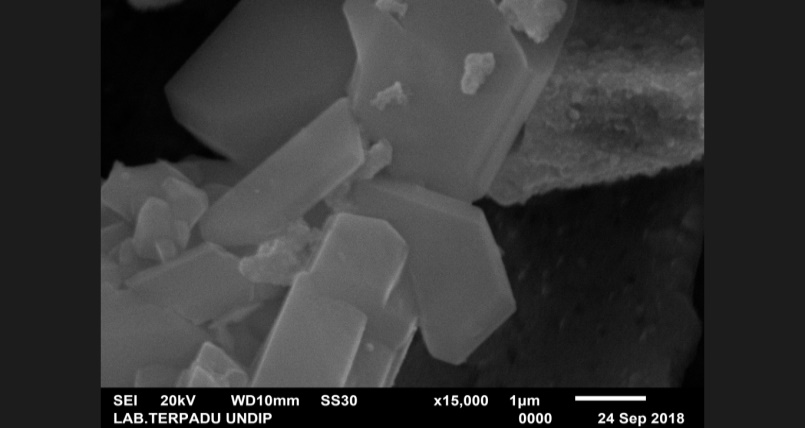 SEI 20kV WD10mm SS30 x15,000 1µm
LAB.TERPADU UNDIP 0000 24 Sep 2018